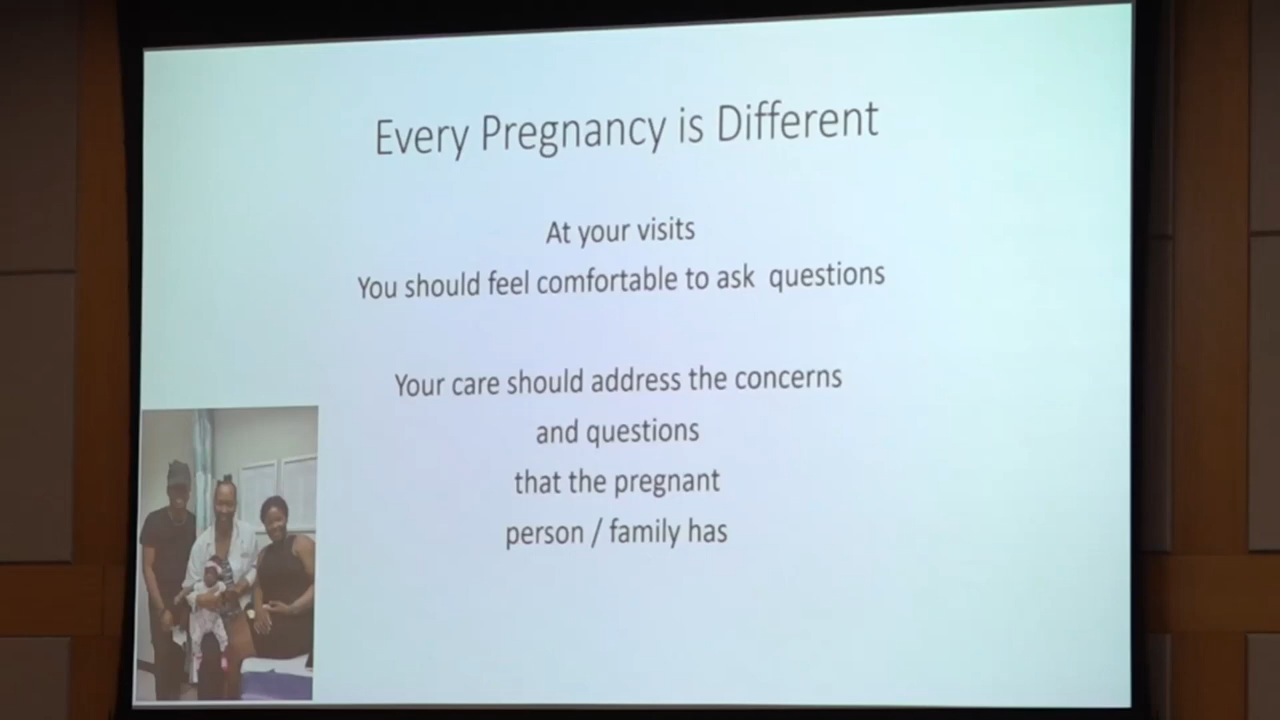 Every Pregnancy is Different
At your visits
You should feel comfortable to ask questions
Your care should address the concerns
and questions
that the pregnant
person / family has